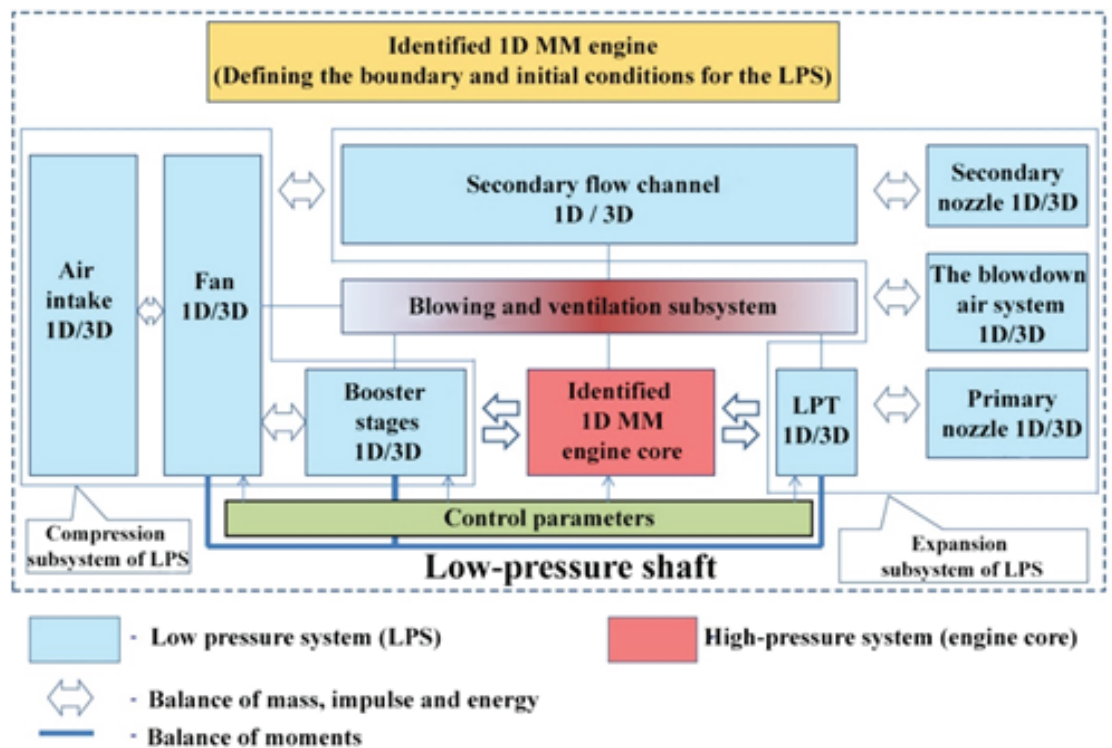 Identified 1D MM engine
(Defining the boundary and initial conditions for the LPS)
Air
intake
1D/3D
Fan
1D/3D
Secondary flow channel
1D / 3D
Secondary
nozzle 1D/3D
Blowing and ventilation subsystem
The blowdown
air system
1D/3D
Booster
stages
1D/3D
Identified
1D MM
engine core
LPT
1D/3D
Primary
nozzle 1D/3D
Control parameters
Compression
subsystem of LPS
Low-pressure shaft
Expansion
subsystem of LPS
- Low pressure system (LPS)
High-pressure system (engine core)
- Balance of mass, impulse and energy
- Balance of moments